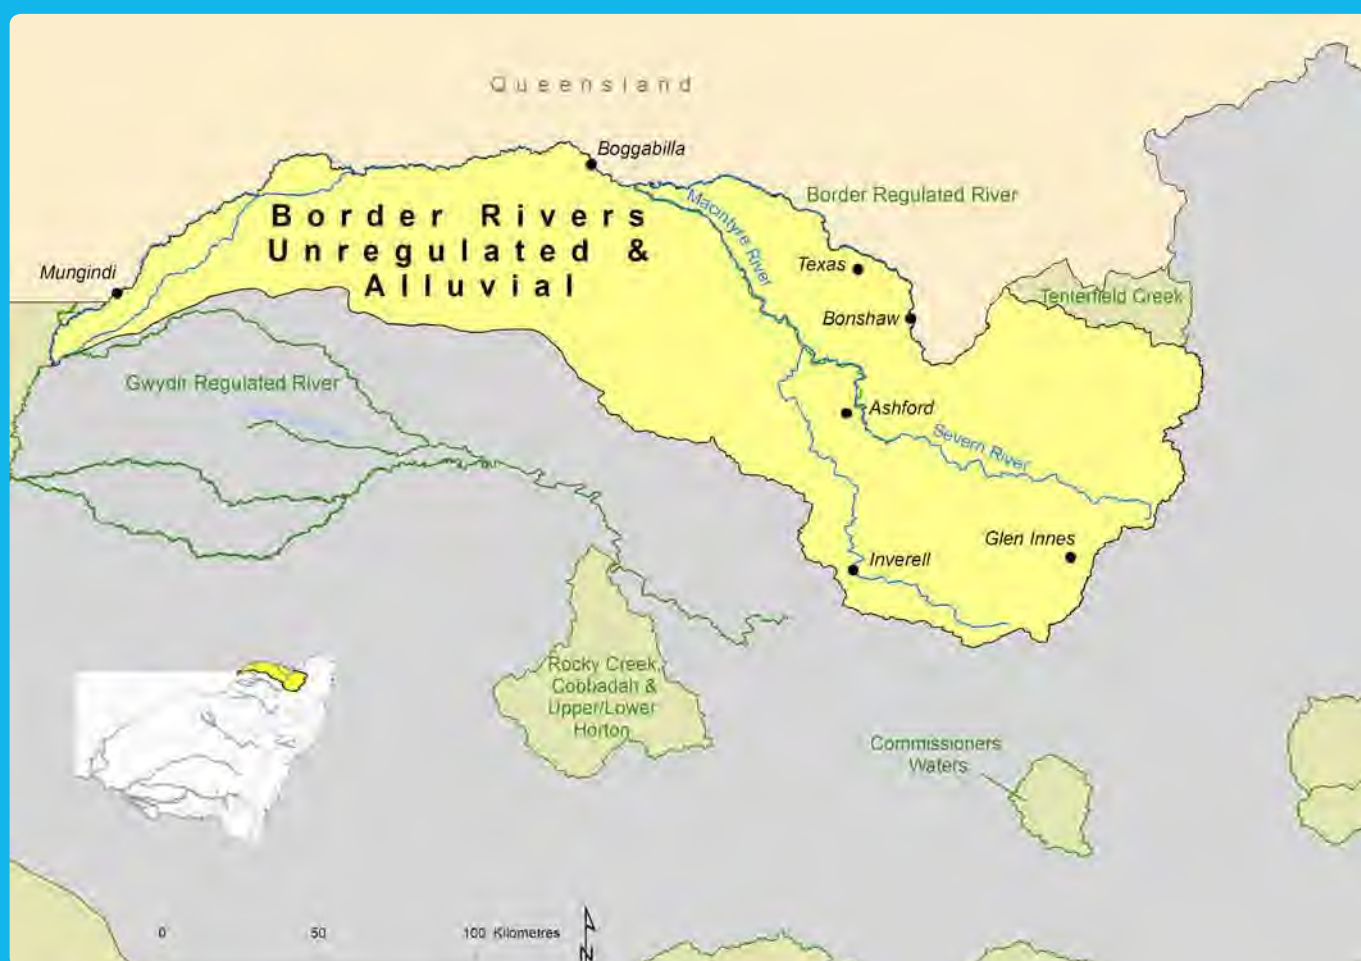 Queensland
Boggabilla
Border Regulated River
Macintyre River
Border Rivers
Unregulated &
Alluvial
Mungindi
Texas
Tenterfield Creek
Bonshaw
Gwydir Regulated River
Ashford
Severn River
Glen Innes
Inverell
Rocky Creek,
Cobbadah &
Upper/Lower
Horton
Commissioners
Waters
0 50 100 Kilometres
N